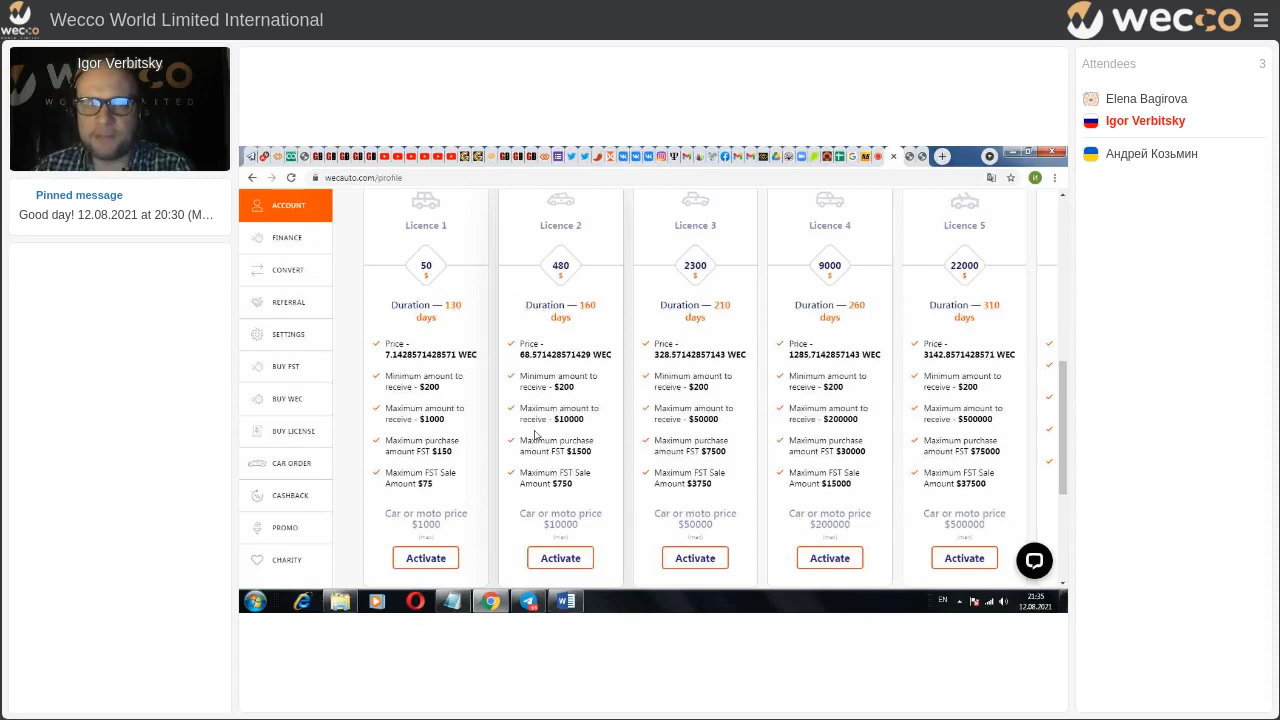 Wecco World Limited International
wecco
Igor Verbitsky
Pinned message
Good day! 12.08.2021 at 20:30 (M...
Attendees 3
Elena Bagirova
Igor Verbitsky
Андрей Козьмин
wecauto.com/profile
ACCOUNT
FINANCE
CONVERT
REFERRAL
SETTINGS
BUY FST
BUY WEC
BUY LICENSE
CAR ORDER
CASHBACK
PROMO
CHARITY
Licence 1
50
$
Duration — 130
days
Price -
7.1428571428571 WEC
Minimum amount to
receive - $200
Maximum amount to
receive - $1000
Maximum purchase
amount FST $150
Maximum FST Sale
Amount $75
Car or moto price
$1000
(max)
Activate
Licence 2
480
$
Duration — 160
days
Price -
68.571428571429 WEC
Minimum amount to
receive - $200
Maximum amount to
receive - $10000
Maximum purchase
amount FST $1500
Maximum FST Sale
Amount $750
Car or moto price
$10000
(max)
Activate
Licence 3
2300
$
Duration — 210
days
Price -
328.57142857143 WEC
Minimum amount to
receive - $200
Maximum amount to
receive - $50000
Maximum purchase
amount FST $7500
Maximum FST Sale
Amount $3750
Car or moto price
$50000
(max)
Activate
Licence 4
9000
$
Duration — 260
days
Price -
1285.7142857143 WEC
Minimum amount to
receive - $200
Maximum amount to
receive - $200000
Maximum purchase
amount FST $30000
Maximum FST Sale
Amount $15000
Car or moto price
$200000
(max)
Activate
Licence 5
22000
$
Duration — 310
days
Price -
3142.8571428571 WEC
Minimum amount to
receive - $200
Maximum amount to
receive - $500000
Maximum purchase
amount FST $75000
Maximum FST Sale
Amount $37500
Car or moto price
$500000
(max)
Activate
EN
21:35
12.08.2021